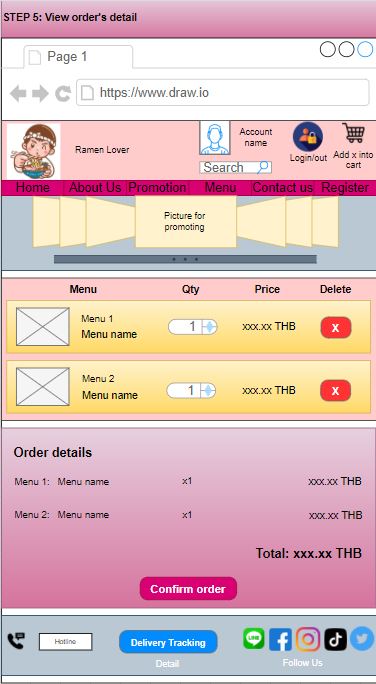 STEP 5: View order's detail
Page 1
https://www.draw.io
Ramen Lover
Account
name
Login/out
Add x into
cart
Search
Home About Us Promotion Menu Contact us Register
Picture for
promoting
Menu Qty Price Delete
Menu 1
Menu name
1
xxx.xx THB
X
Menu 2
Menu name
1
xxx.xx THB
X
Order details
Menu 1: Menu name x1 xxx.xx THB
Menu 2: Menu name x1 xxx.xx THB
Total: xxx.xx THB
Confirm order
Hotline
Delivery Tracking
LINE
Detail
Follow Us